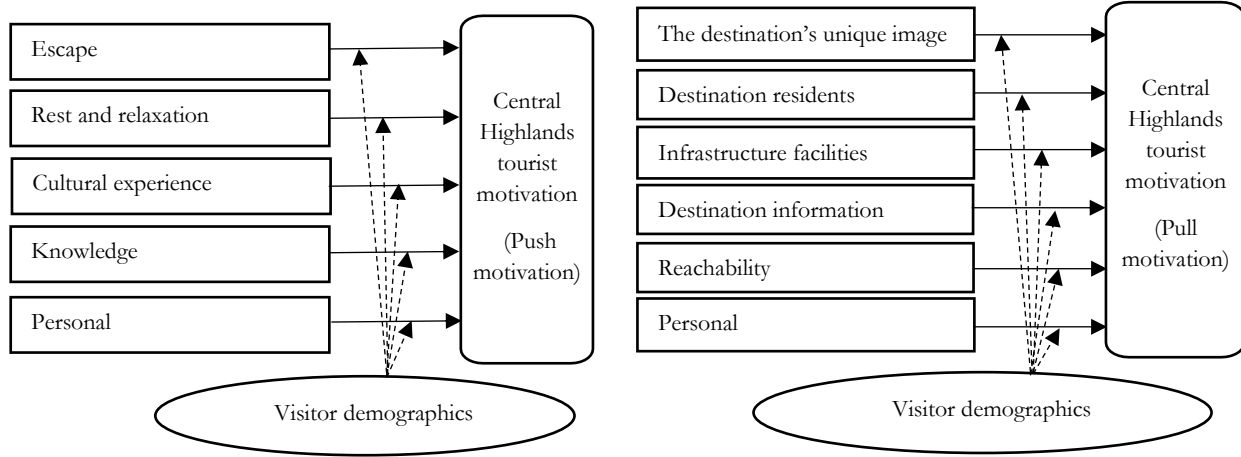 Escape
Rest and relaxation
Cultural experience
Knowledge
Personal
Central
Highlands
tourist
motivation
(Push
motivation)
Visitor demographics
The destination’s unique image
Destination residents
Infrastructure facilities
Destination information
Reachability
Personal
Central
Highlands
tourist
motivation
(Pull
motivation)
Visitor demographics